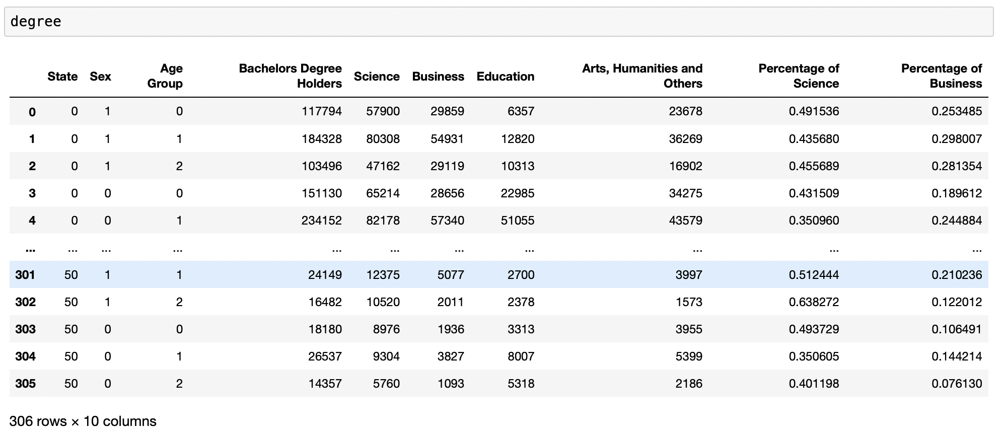 degree
State Sex Age Group Bachelors Degree Holders Science Business Education Arts, Humanities and Others Percentage of Science Percentage of Business
0 0 1 0 117794 57900 29859 6357 23678 0.491536 0.253485
1 0 1 1 184328 80308 54931 12820 36269 0.435680 0.298007
2 0 1 2 103496 47162 29119 10313 16902 0.455689 0.281354
3 0 0 0 151130 65214 28656 22985 34275 0.431509 0.189612
4 0 0 1 234152 82178 57340 51055 43579 0.350960 0.244884
... ... ... ... ... ... ... ... ... ... ...
301 50 1 1 24149 12375 5077 2700 3997 0.512444 0.210236
302 50 1 2 16482 10520 2011 2378 1573 0.638272 0.122012
303 50 0 0 18180 8976 1936 3313 3955 0.493729 0.106491
304 50 0 1 26537 9304 3827 8007 5399 0.350605 0.144214
305 50 0 2 14357 5760 1093 5318 2186 0.401198 0.076130
306 rows × 10 columns